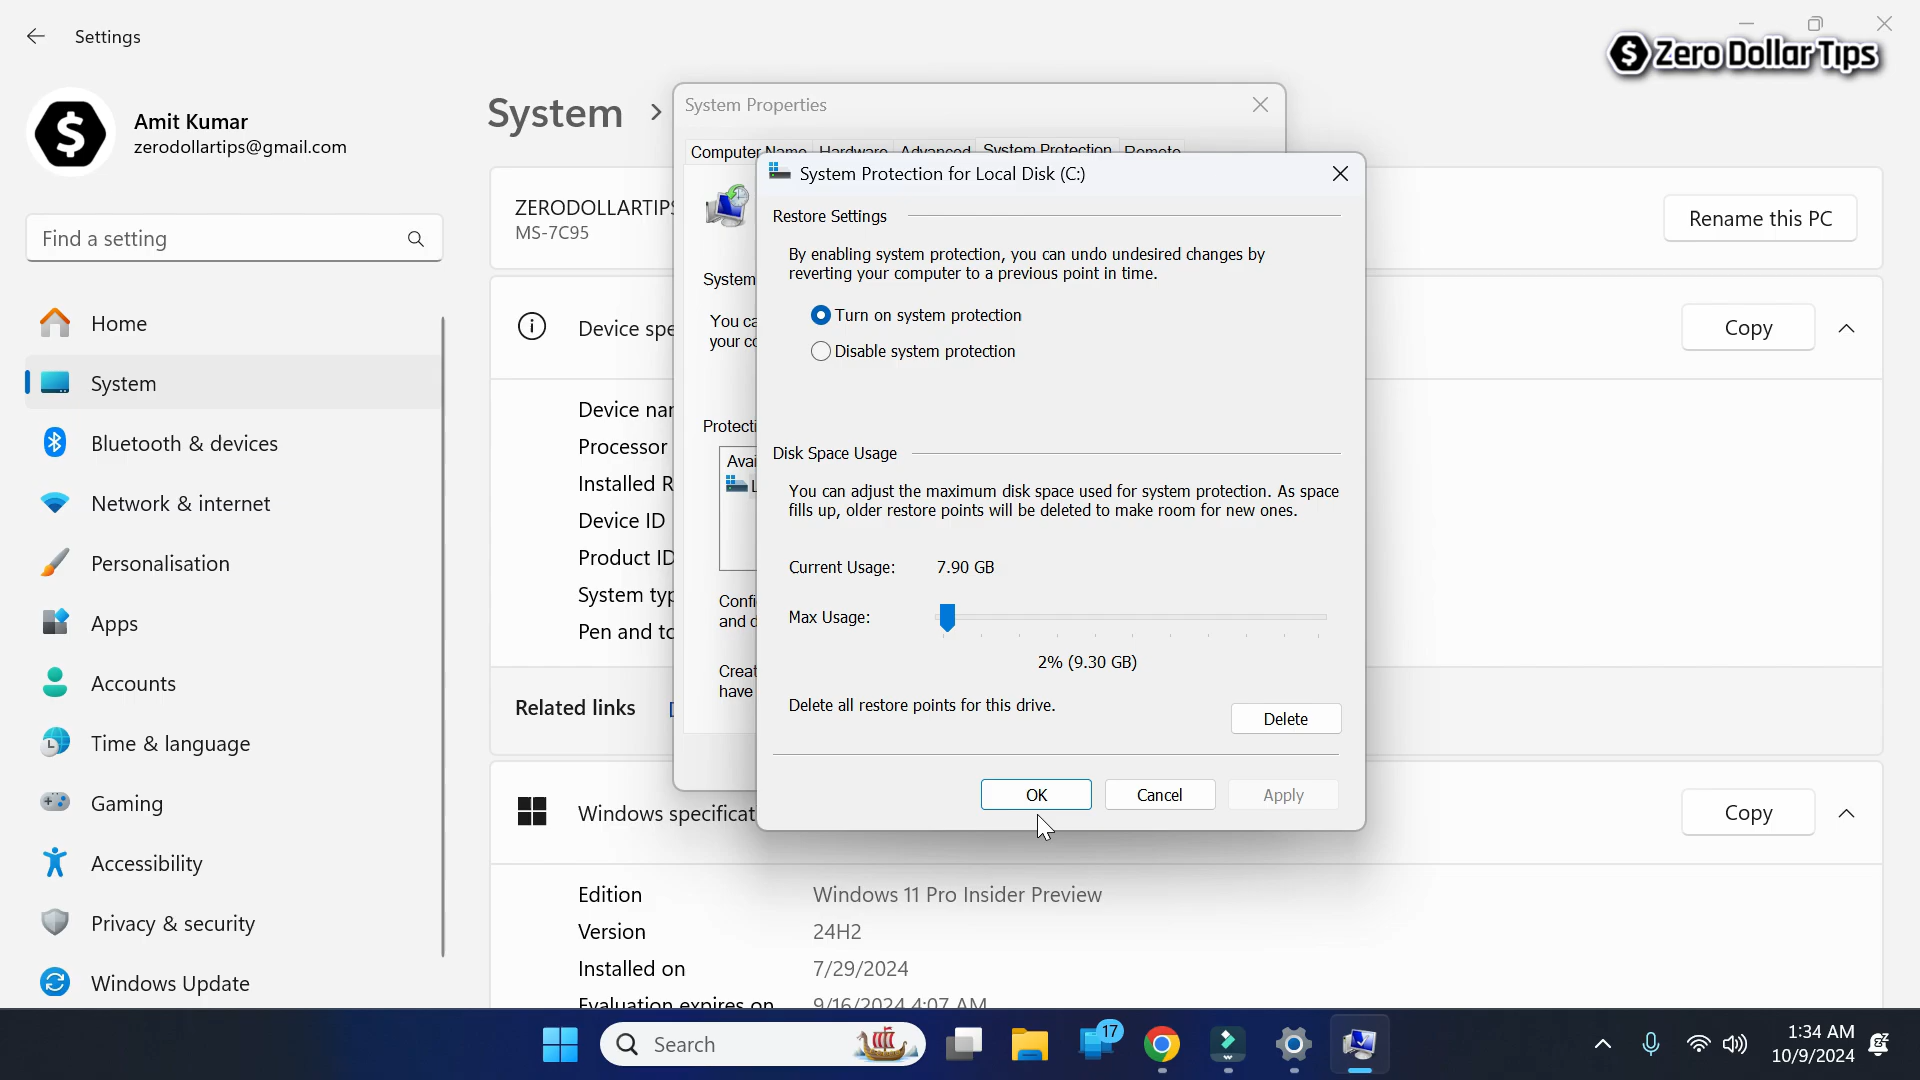 Settings
Zero Dollar Tips
Amit Kumar
zerodollartips@gmail.com
Find a setting
Home
System
Bluetooth & devices
Network & internet
Personalisation
Apps
Accounts
Time & language
Gaming
Accessibility
Privacy & security
Windows Update
System
ZERODOLLARTIPS
MS-7C95
Rename this PC
Device spe
Copy
Device nar
Processor
Installed R
Device ID
Product ID
System typ
Pen and to
Related links
Windows specificat
Copy
Edition Windows 11 Pro Insider Preview
Version 24H2
Installed on 7/29/2024
Evaluation expires on 9/16/2024 4:07 AM
System Properties
Computer Name Hardware Advanced System Protection Remote
System
You ca
your co
Protecti
Avai
L
Confi
and d
Creat
have
System Protection for Local Disk (C:)
Restore Settings
By enabling system protection, you can undo undesired changes by
reverting your computer to a previous point in time.
Turn on system protection
Disable system protection
Disk Space Usage
You can adjust the maximum disk space used for system protection. As space
fills up, older restore points will be deleted to make room for new ones.
Current Usage: 7.90 GB
Max Usage:
2% (9.30 GB)
Delete all restore points for this drive.
Delete
OK Cancel Apply
Search
17
1:34 AM
10/9/2024